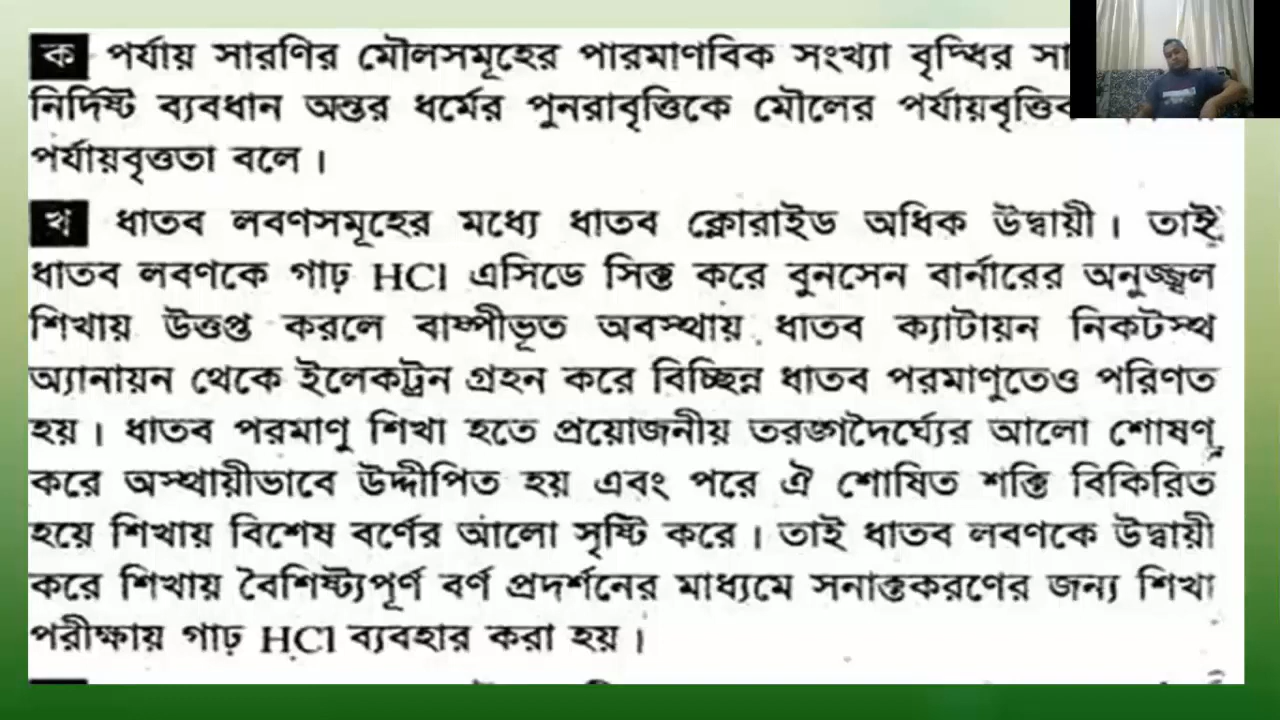 ক পর্যায় সারণির মৌলসমূহের পারমাণবিক সংখ্যা বৃদ্ধির
নির্দিষ্ট ব্যবধান অন্তর ধর্মের পুনরাবৃত্তিকে মৌলের
পর্যায়বৃত্ততা বলে।
খ ধাতব লবণসমূহের মধ্যে ধাতব ক্লোরাইড অধিক উদ্বায়ী। তাই
ধাতব লবণকে গাঢ় HCl এসিডে সিক্ত করে বুনসেন বার্নারের অনুজ্জ্বল
শিখায় উত্তপ্ত করলে বাষ্পীভূত অবস্থায় ধাতব ক্যাটায়ন নিকটস্থ
অ্যানায়ন থেকে ইলেকট্রন গ্রহন করে বিচ্ছিন্ন ধাতব পরমাণুতেও পরিণত
হয়। ধাতব পরমাণু শিখা হতে প্রয়োজনীয় তরঙ্গদৈর্ঘ্যের আলো শোষণ
করে অস্থায়ীভাবে উদ্দীপিত হয় এবং পরে ঐ শোষিত শক্তি বিকিরিত
হয়ে শিখায় বিশেষ বর্ণের আলো সৃষ্টি করে। তাই ধাতব লবণকে উদ্বায়ী
করে শিখায় বৈশিষ্ট্যপূর্ণ বর্ণ প্রদর্শনের মাধ্যমে সনাক্তকরণের জন্য শিখা
পরীক্ষায় গাঢ় HCl ব্যবহার করা হয়।